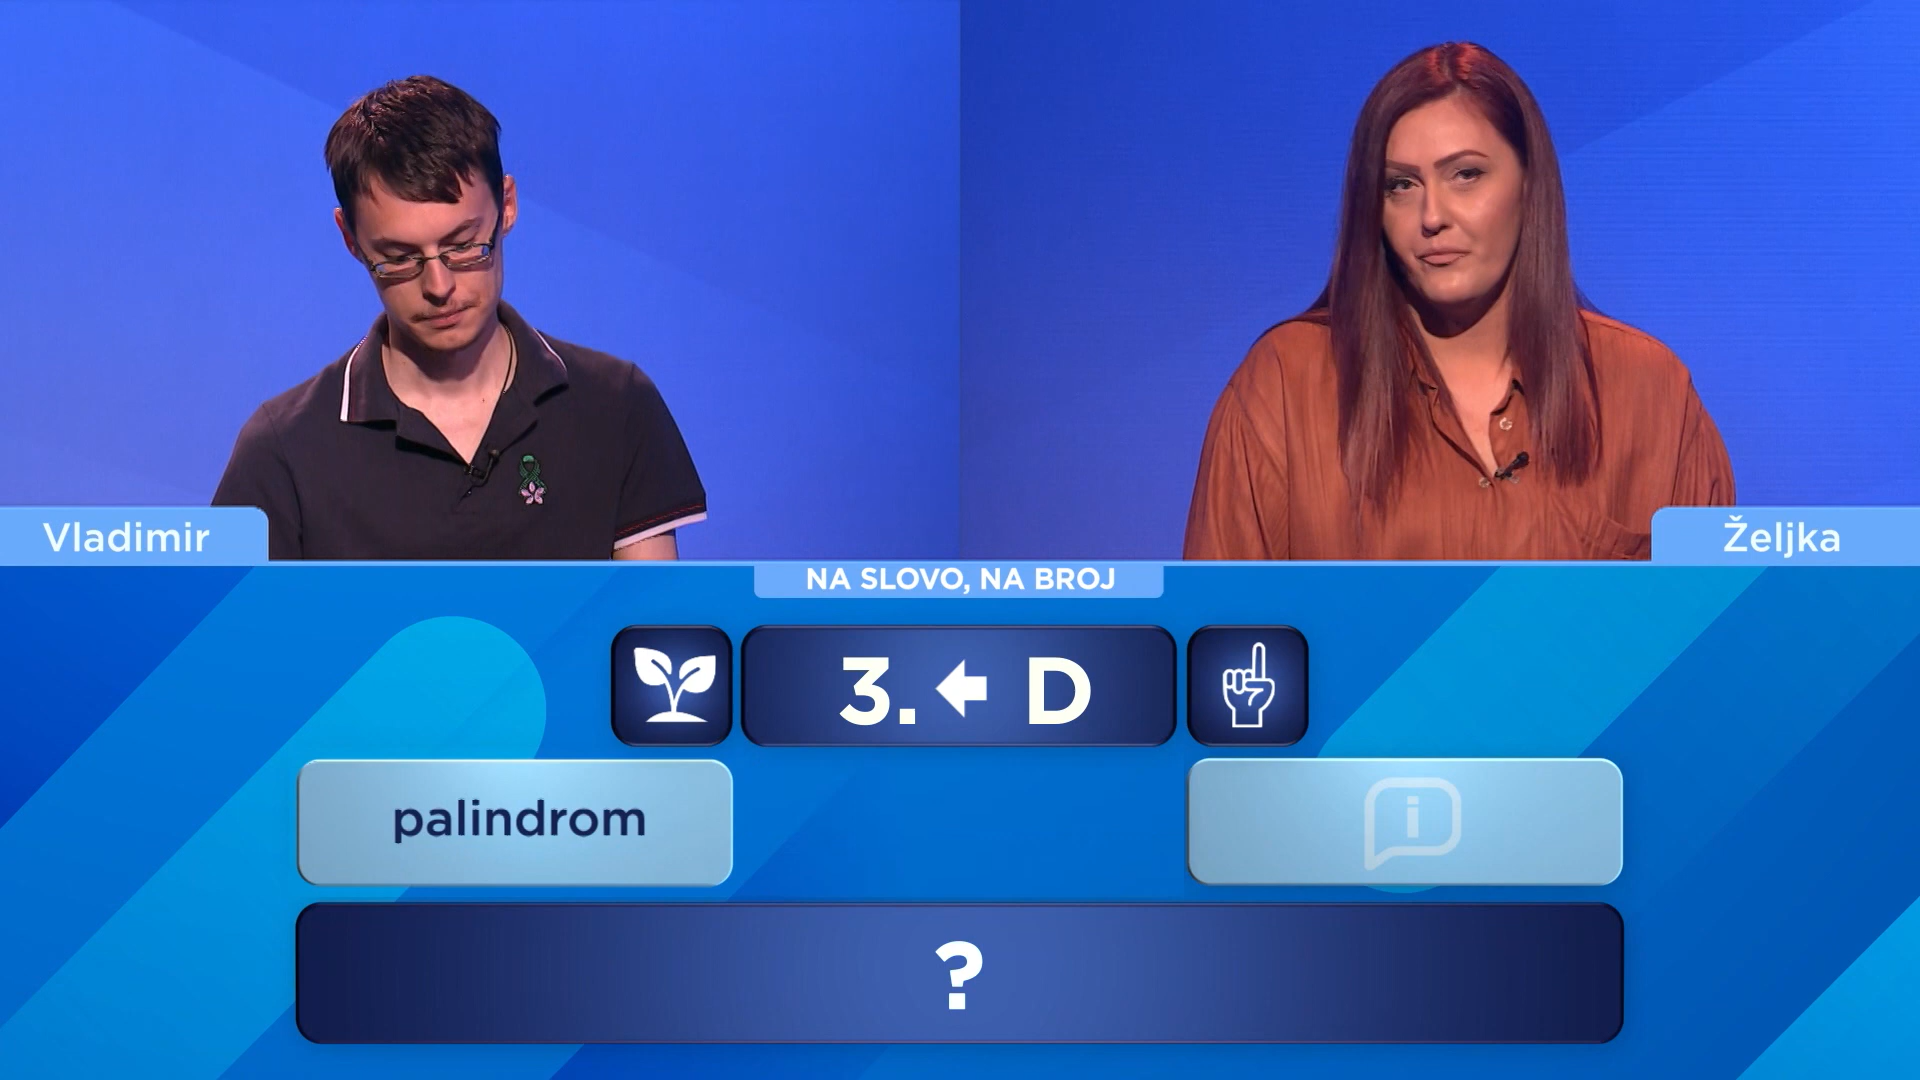 Vladimir
Željka
NA SLOVO, NA BROJ
3. D
palindrom
i
?